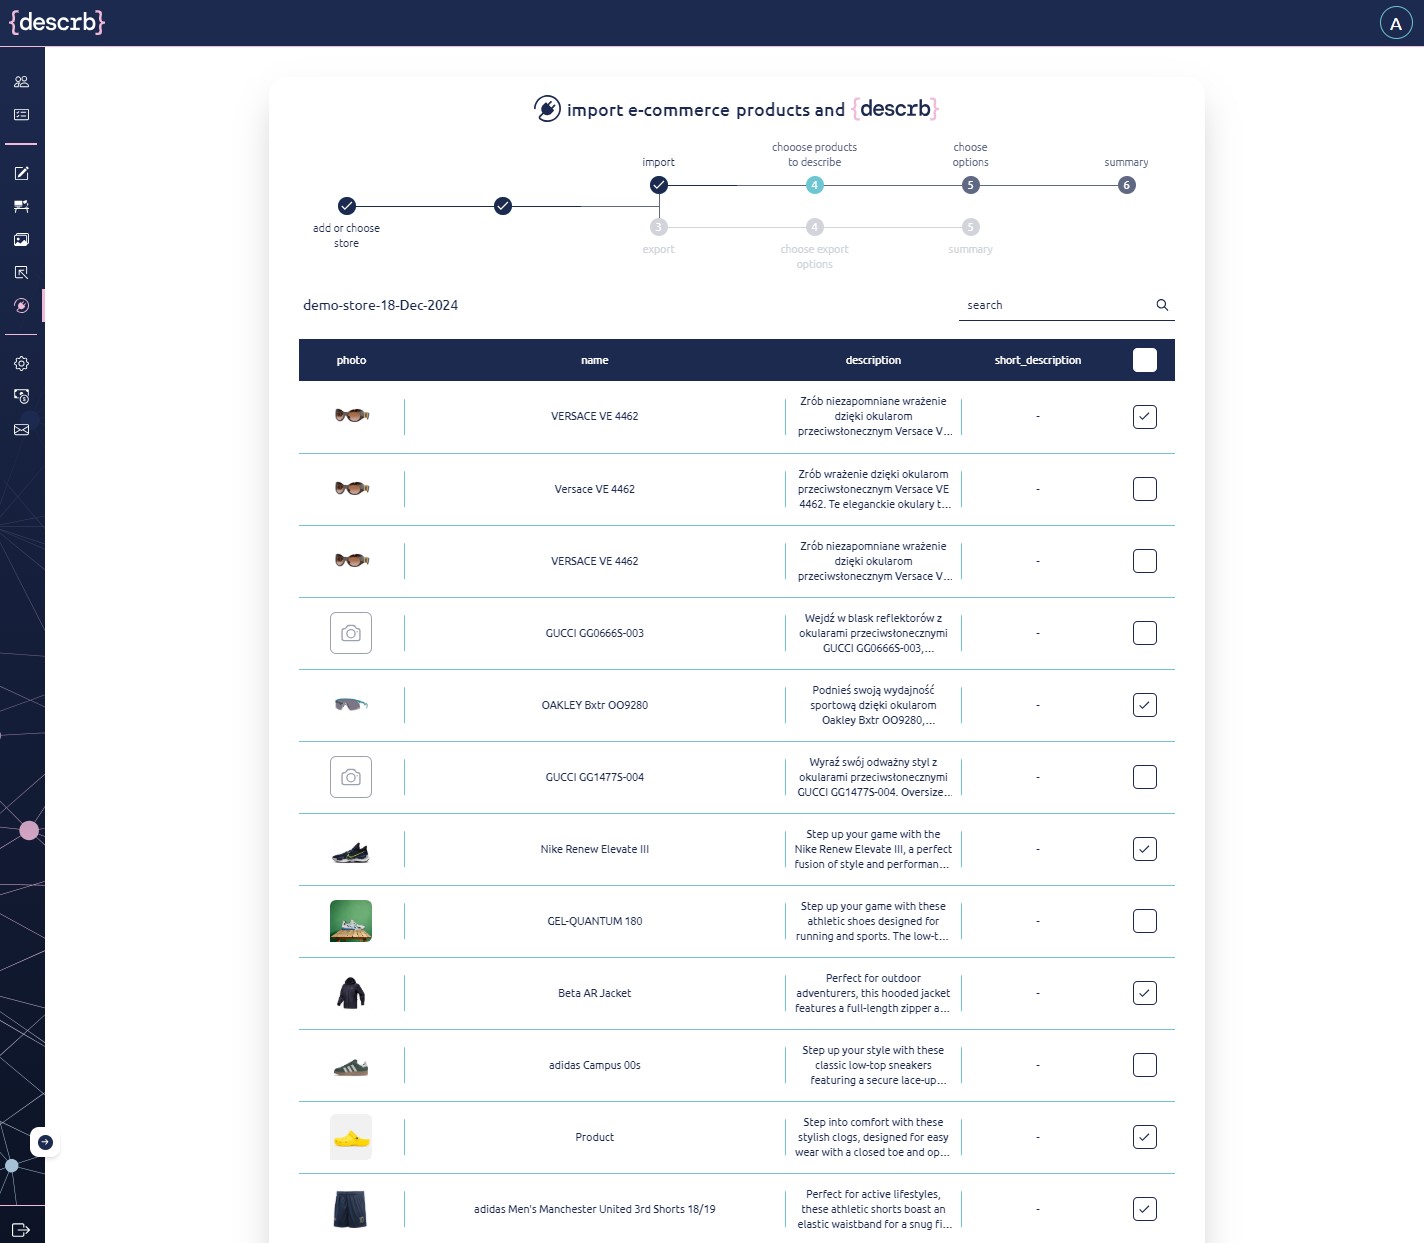 {descrb}
A
import e-commerce products and {descrb}
import
chooose products
to describe
choose
options
summary
4
5
6
add or choose
store
3
4
5
export
choose export
options
summary
demo-store-18-Dec-2024
search
photo name description short_description
VERSACE VE 4462
Zrób niezapomniane wrażenie
dzięki okularom
przeciwsłonecznym Versace V...
-
Versace VE 4462
Zrób wrażenie dzięki okularom
przeciwsłonecznym Versace VE
4462. Te eleganckie okulary t...
-
VERSACE VE 4462
Zrób niezapomniane wrażenie
dzięki okularom
przeciwsłonecznym Versace V...
-
GUCCI GG0666S-003
Wejdź w blask reflektorów z
okularami przeciwsłonecznymi
GUCCI GG0666S-003,...
-
OAKLEY Bxtr OO9280
Podnieś swoją wydajność
sportową dzięki okularom
Oakley Bxtr OO9280,...
-
GUCCI GG1477S-004
Wyraź swój odważny styl z
okularami przeciwsłonecznymi
GUCCI GG1477S-004. Oversize...
-
Nike Renew Elevate III
Step up your game with the
Nike Renew Elevate III, a perfect
fusion of style and performan...
-
GEL-QUANTUM 180
Step up your game with these
athletic shoes designed for
running and sports. The low-t...
-
Beta AR Jacket
Perfect for outdoor
adventurers, this hooded jacket
features a full-length zipper a...
-
adidas Campus 00s
Step up your style with these
classic low-top sneakers
featuring a secure lace-up...
-
Product
Step into comfort with these
stylish clogs, designed for easy
wear with a closed toe and op...
-
adidas Men's Manchester United 3rd Shorts 18/19
Perfect for active lifestyles,
these athletic shorts boast an
elastic waistband for a snug fi...
-